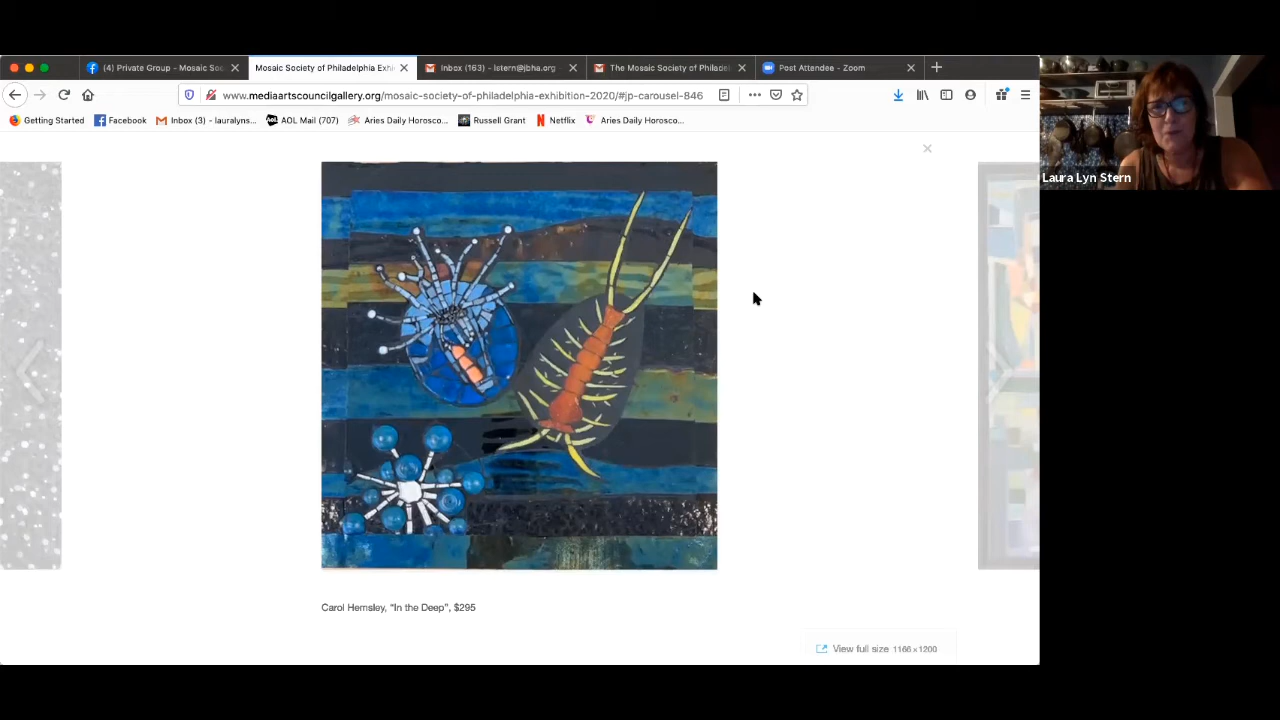 (4) Private Group - Mosaic Soc
Mosaic Society of Philadelphia Exhi
Inbox (163) - lstern@jbha.org
The Mosaic Society of Philadel
Post Attendee - Zoom
www.mediaartscouncilgallery.org/mosaic-society-of-philadelphia-exhibition-2020/#jp-carousel-846
Getting Started
Facebook
Inbox (3) - lauralyns...
AOL Mail (707)
Aries Daily Horosco...
Russell Grant
Netflix
Aries Daily Horosco...
Laura Lyn Stern
Carol Hemsley, “In the Deep”, $295
View full size 1166×1200